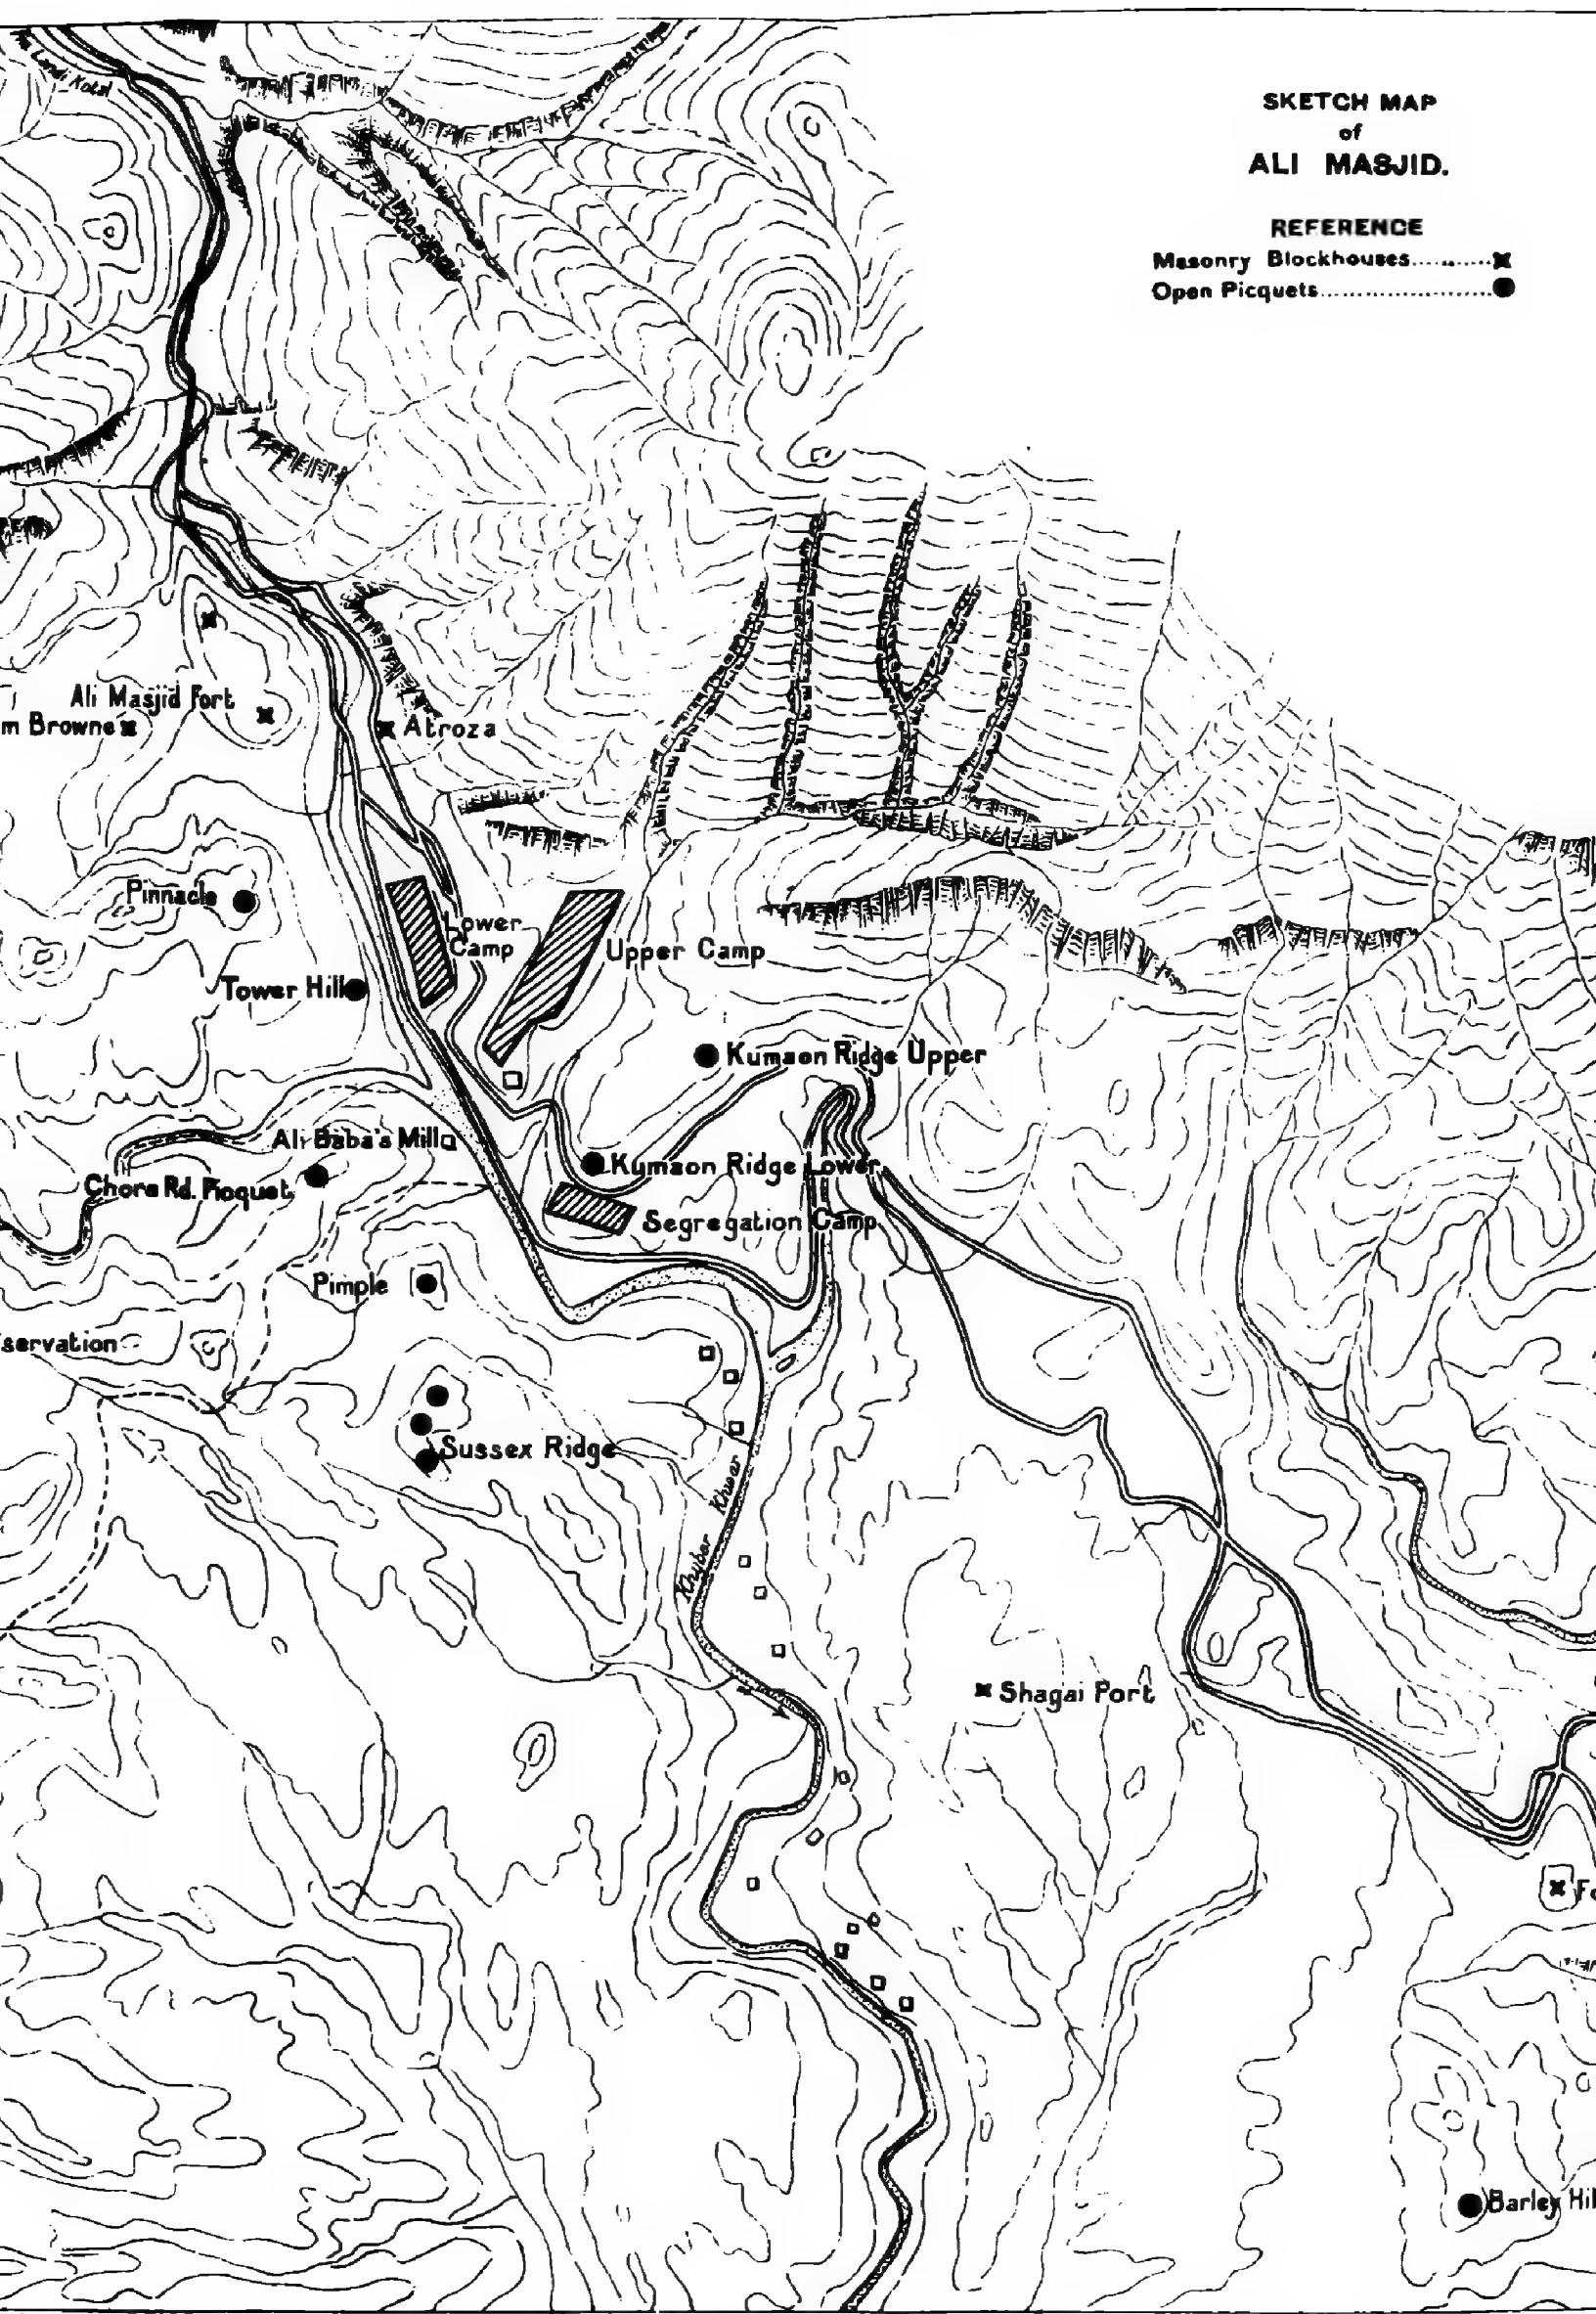 SKETCH MAP
of
ALI MASJID.
REFERENCE
Masonry Blockhouses
Open Picquets
Landi Kotal
Ali Masjid Fort
m Browne
Atroza
Pinnacle
Lower
Camp
Upper Camp
Tower Hill
Kumaon Ridge Upper
Ali Baba's Mill
Kumaon Ridge Lower
Chora Rd. Picquet
Segregation Camp
Pimple
servation
Sussex Ridge
Khyber Khwar
Shagai Port
Fo
Barley Hil